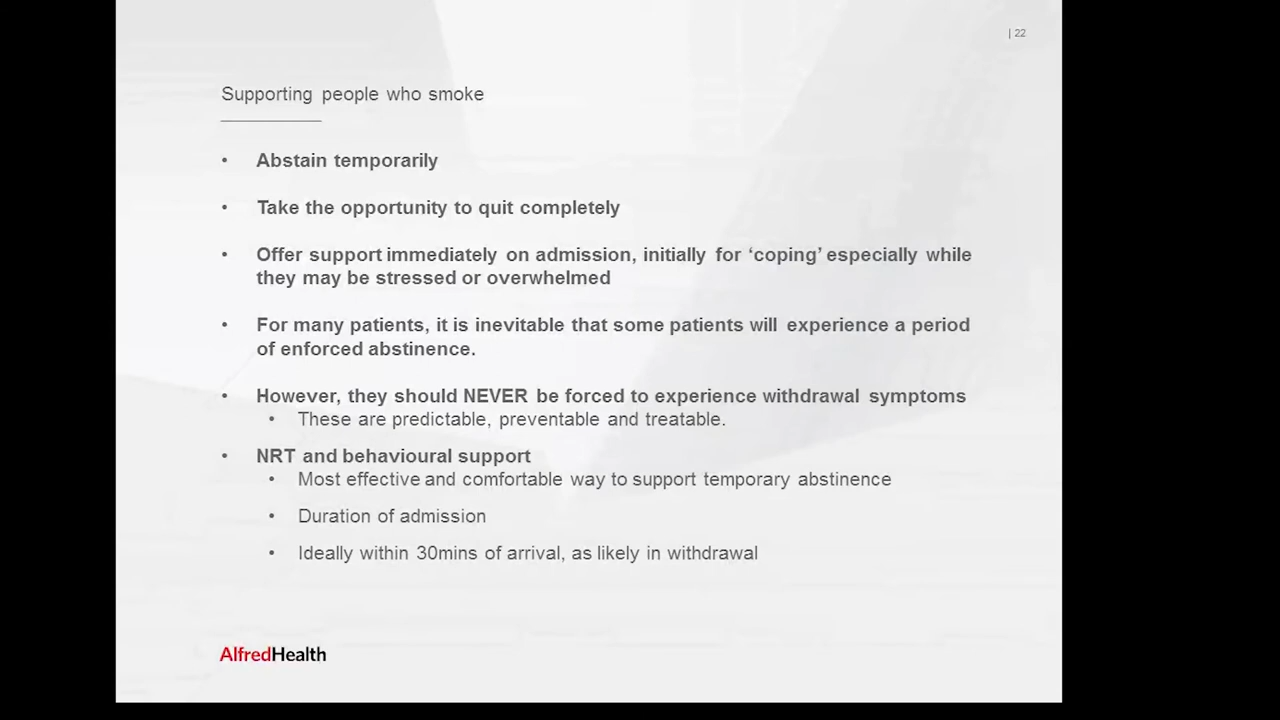 | 22
Supporting people who smoke
• Abstain temporarily
• Take the opportunity to quit completely
• Offer support immediately on admission, initially for ‘coping’ especially while
they may be stressed or overwhelmed
• For many patients, it is inevitable that some patients will experience a period
of enforced abstinence.
• However, they should NEVER be forced to experience withdrawal symptoms
• These are predictable, preventable and treatable.
• NRT and behavioural support
• Most effective and comfortable way to support temporary abstinence
• Duration of admission
• Ideally within 30mins of arrival, as likely in withdrawal
AlfredHealth